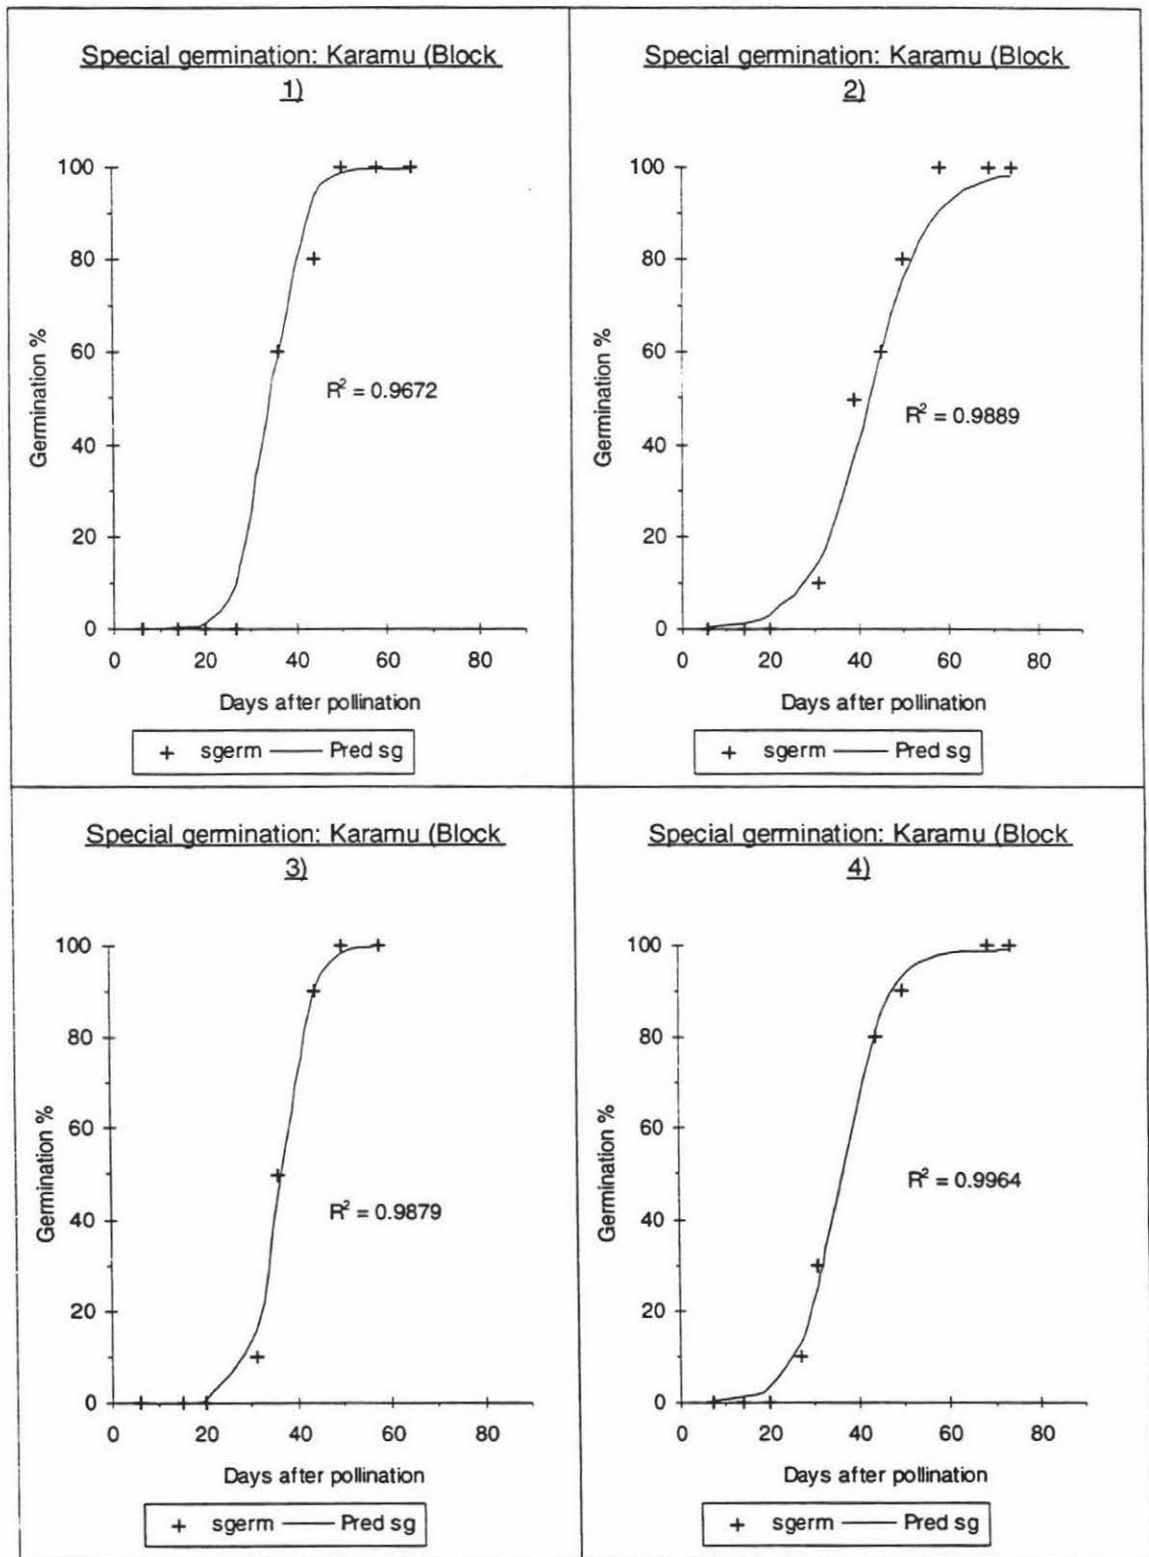 Special germination: Karamu (Block
1)
100
80
60
40
20
0
Germination %
R² = 0.9672
0 20 40 60 80
Days after pollination
+ sgerm —— Pred sg
Special germination: Karamu (Block
2)
100
80
60
40
20
0
Germination %
R² = 0.9889
0 20 40 60 80
Days after pollination
+ sgerm —— Pred sg
Special germination: Karamu (Block
3)
100
80
60
40
20
0
Germination %
R² = 0.9879
0 20 40 60 80
Days after pollination
+ sgerm —— Pred sg
Special germination: Karamu (Block
4)
100
80
60
40
20
0
Germination %
R² = 0.9964
0 20 40 60 80
Days after pollination
+ sgerm —— Pred sg